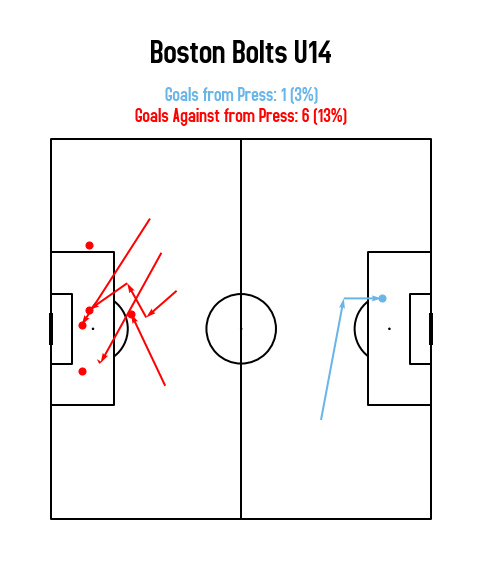 Boston Bolts U14
Goals from Press: 1 (3%)
Goals Against from Press: 6 (13%)